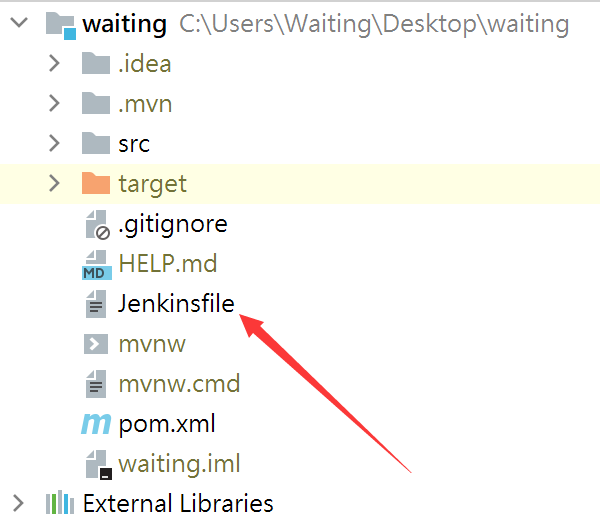 waiting C:\Users\Waiting\Desktop\waiting
.idea
.mvn
src
target
.gitignore
MD HELP.md
Jenkinsfile
mvnw
mvnw.cmd
m pom.xml
waiting.iml
External Libraries